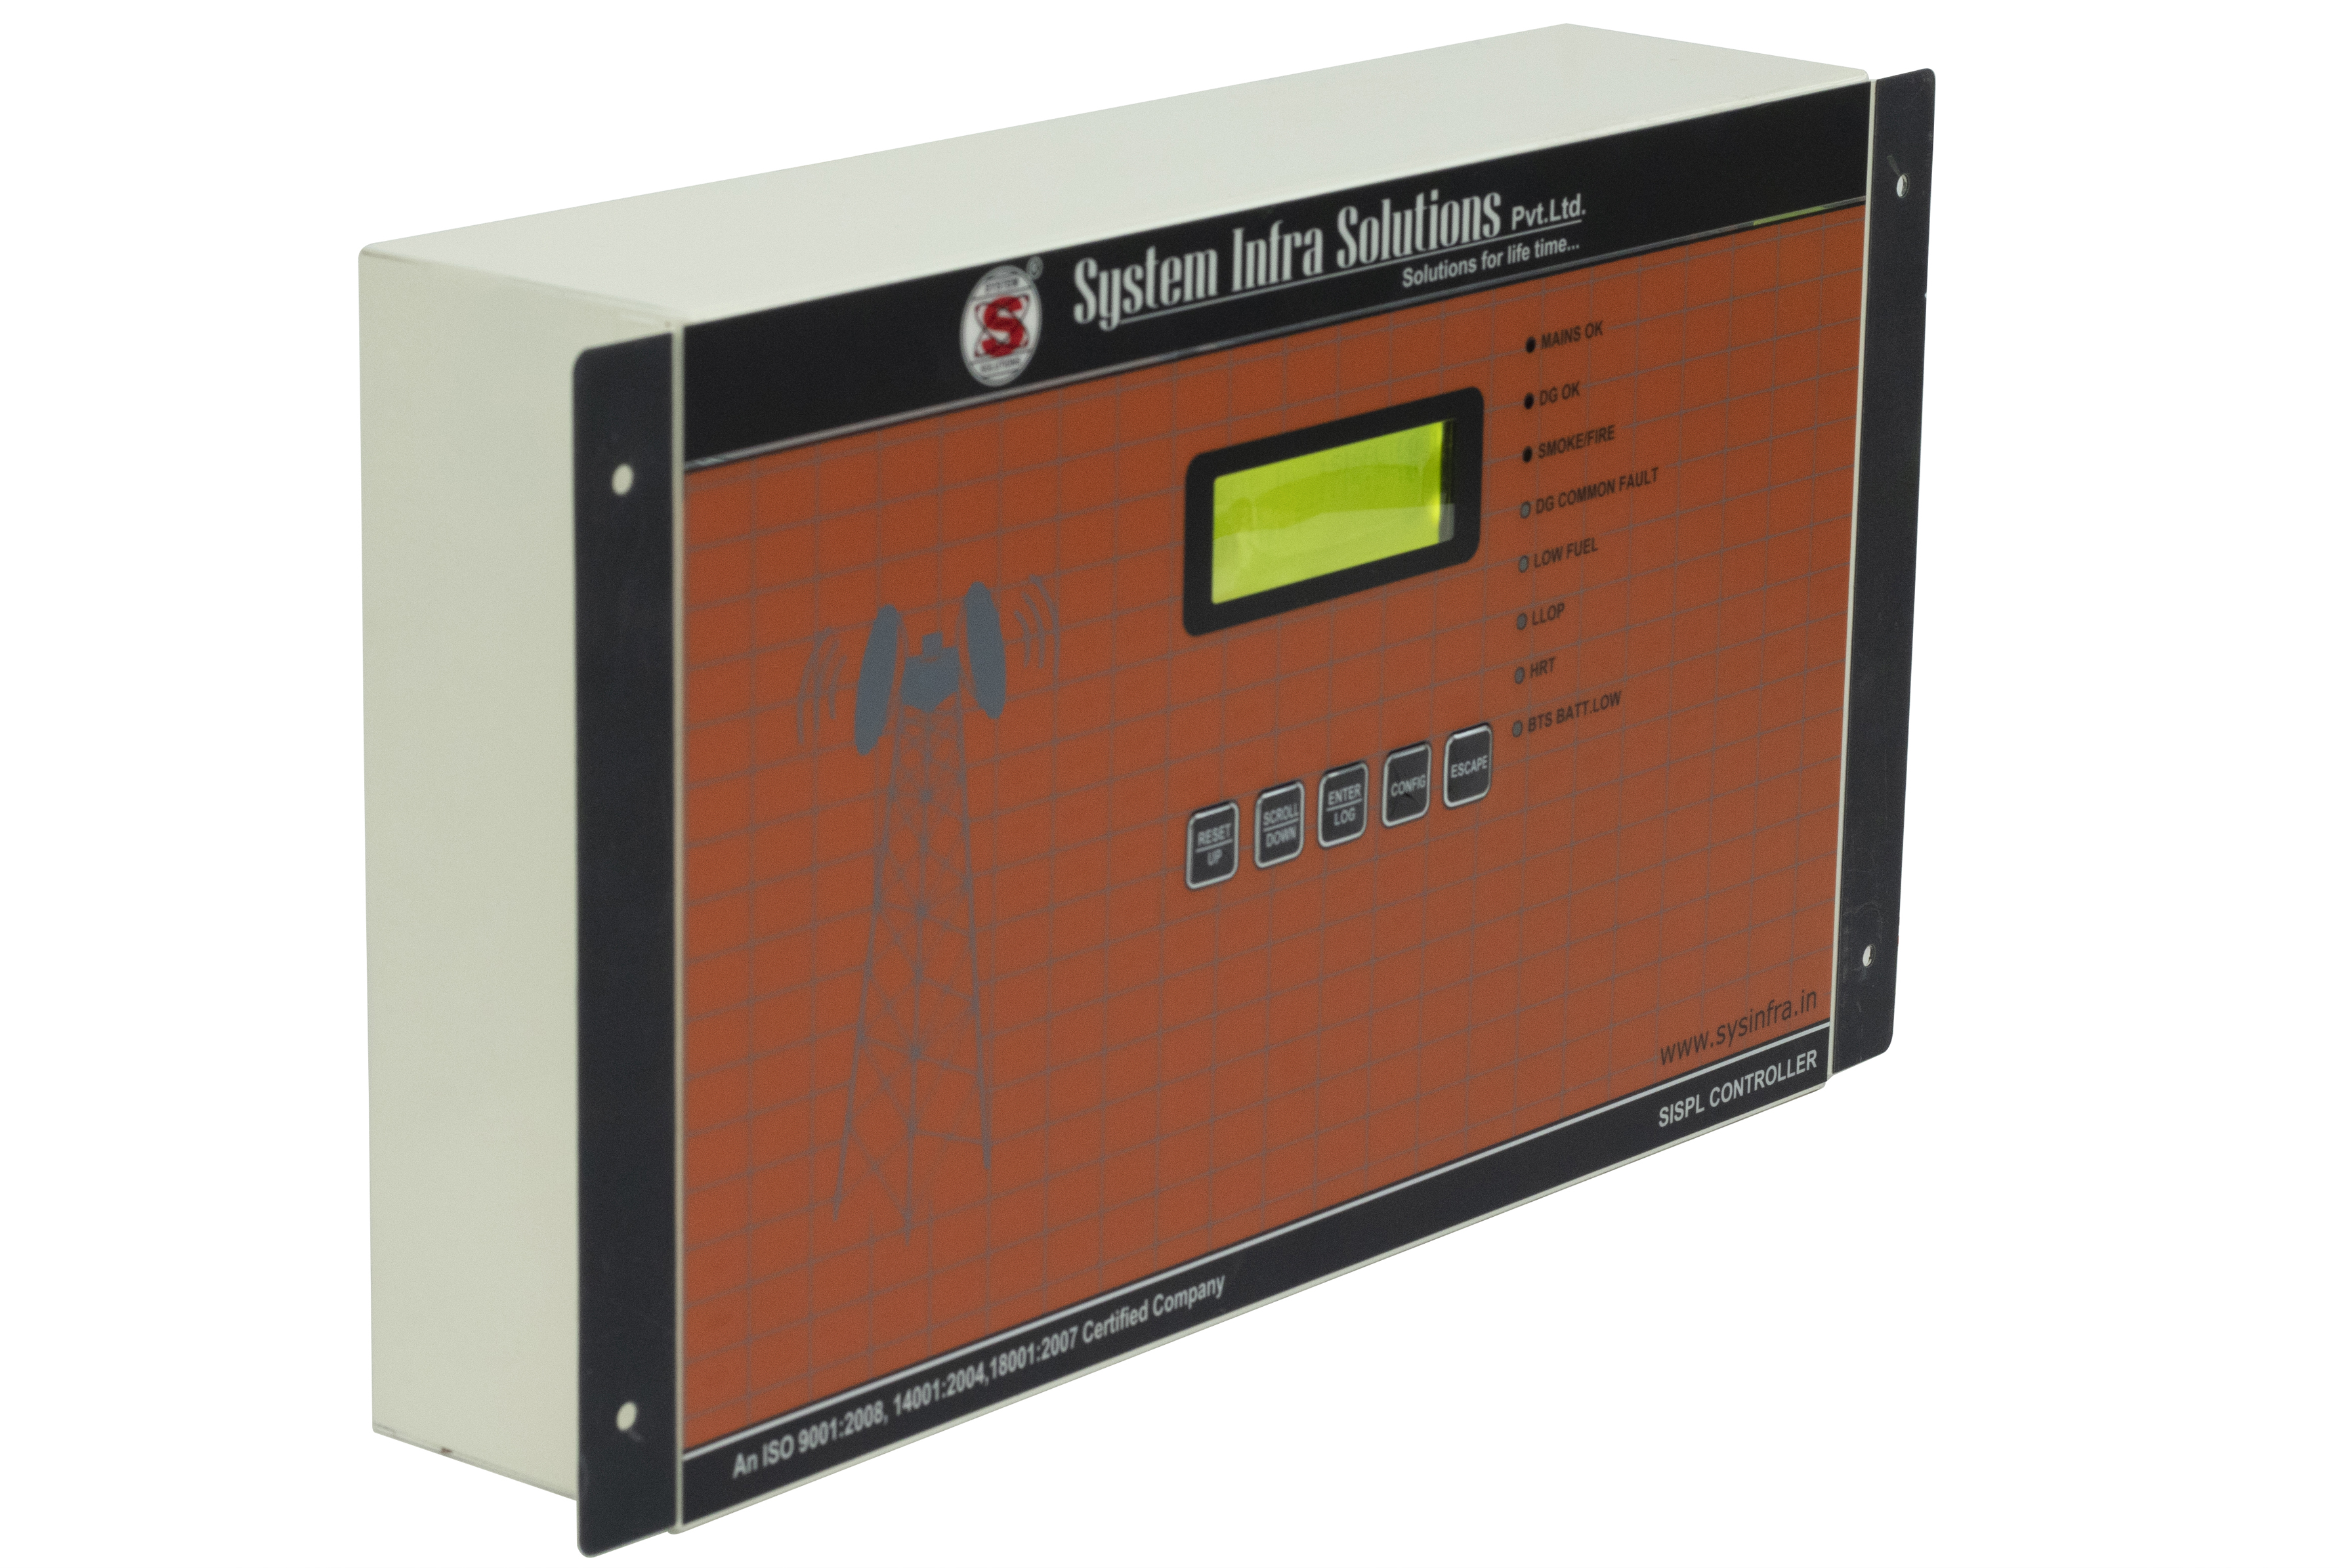 System Infra Solutions Pvt.Ltd.
Solutions for life time...
SYSTEM
S
SOLUTIONS
®
MAINS OK
DG OK
SMOKE/FIRE
DG COMMON FAULT
LOW FUEL
LLOP
HRT
BTS BATT.LOW
RESET
UP
SCROLL
DOWN
ENTER
LOG
CONFIG
ESCAPE
www.sysinfra.in
SISPL CONTROLLER
An ISO 9001:2008, 14001:2004,18001:2007 Certified Company